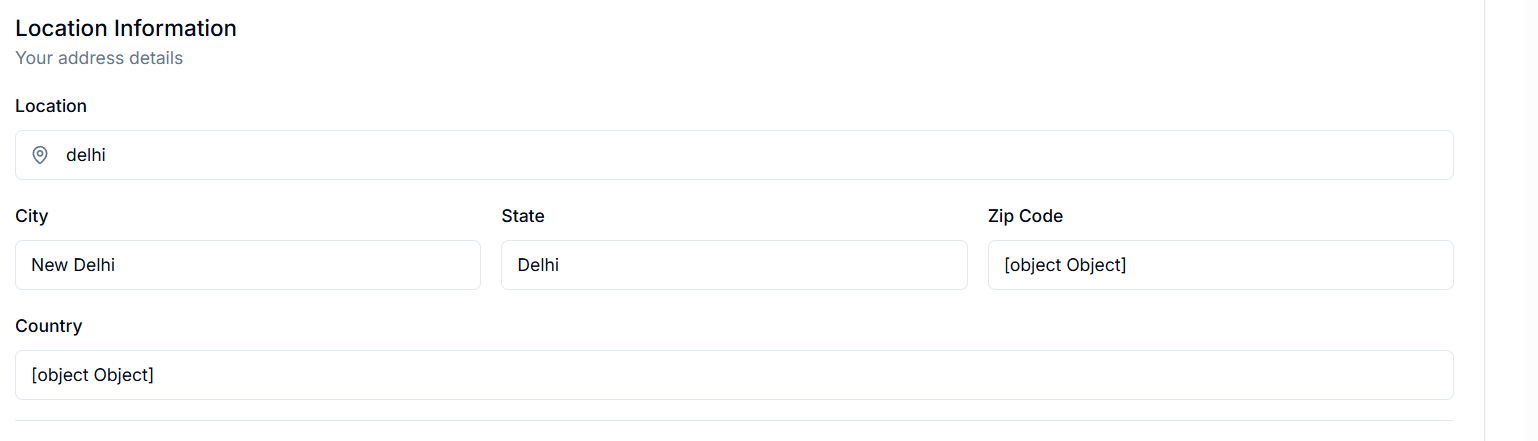 Location Information
Your address details
Location
delhi
City
State
Zip Code
New Delhi
Delhi
[object Object]
Country
[object Object]